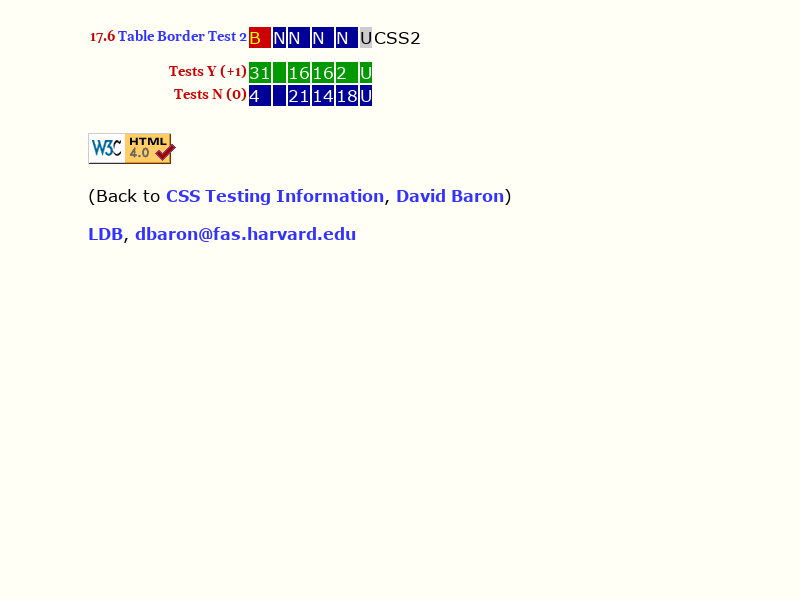 17.6 Table Border Test 2 B N N N N U CSS2
Tests Y (+1) 31 16 16 2 U
Tests N (0) 4 21 14 18 U
W3C HTML 4.0
(Back to CSS Testing Information, David Baron)
LDB, dbaron@fas.harvard.edu